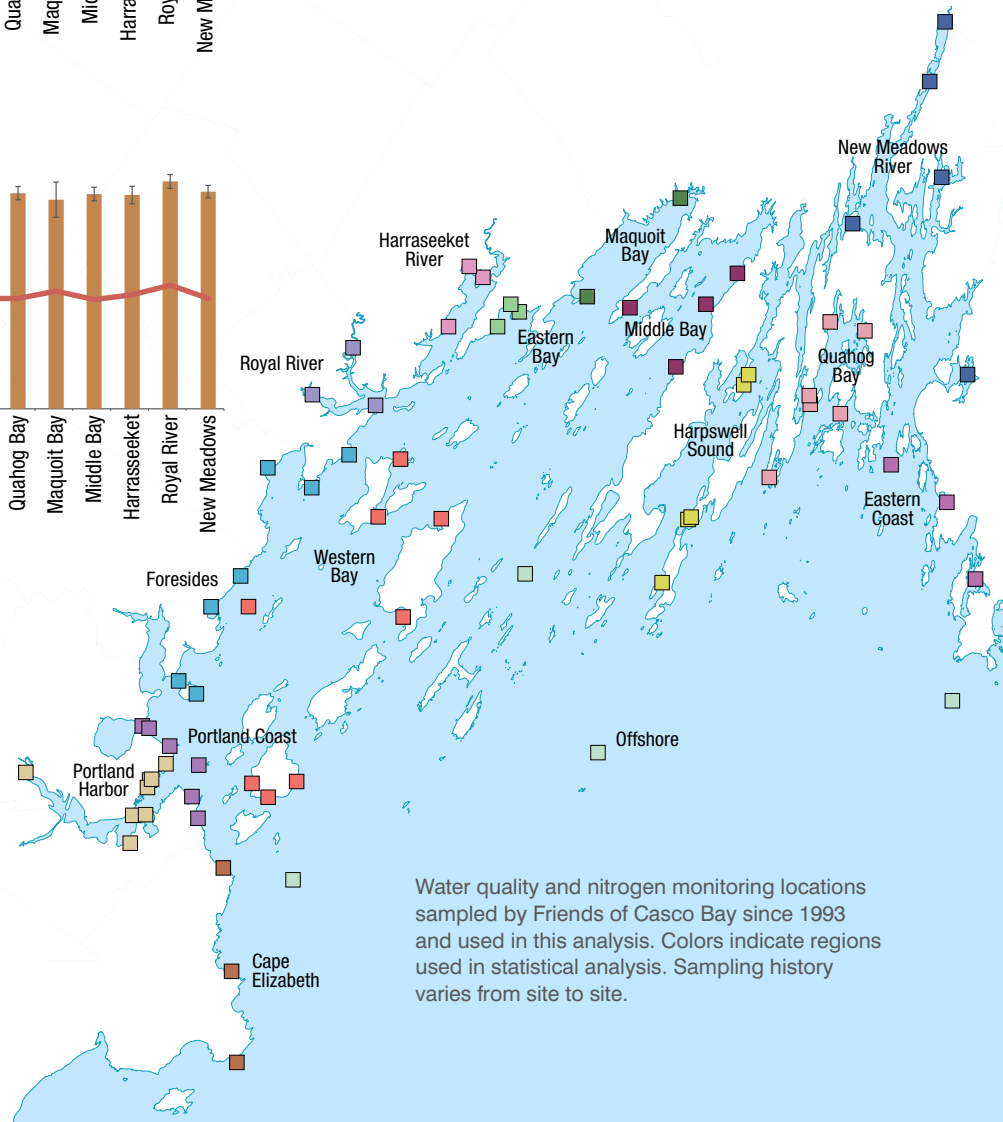 Quahog Bay
Maquoit Bay
Middle Bay
Harrasseket
Royal River
New Meadows
New Meadows
River
Maquoit
Bay
Harraseeket
River
Middle Bay
Eastern
Bay
Quahog
Bay
Royal River
Harpswell
Sound
Eastern
Coast
Western
Bay
Foresides
Portland Coast
Offshore
Portland
Harbor
Cape
Elizabeth
Water quality and nitrogen monitoring locations
sampled by Friends of Casco Bay since 1993
and used in this analysis. Colors indicate regions
used in statistical analysis. Sampling history
varies from site to site.